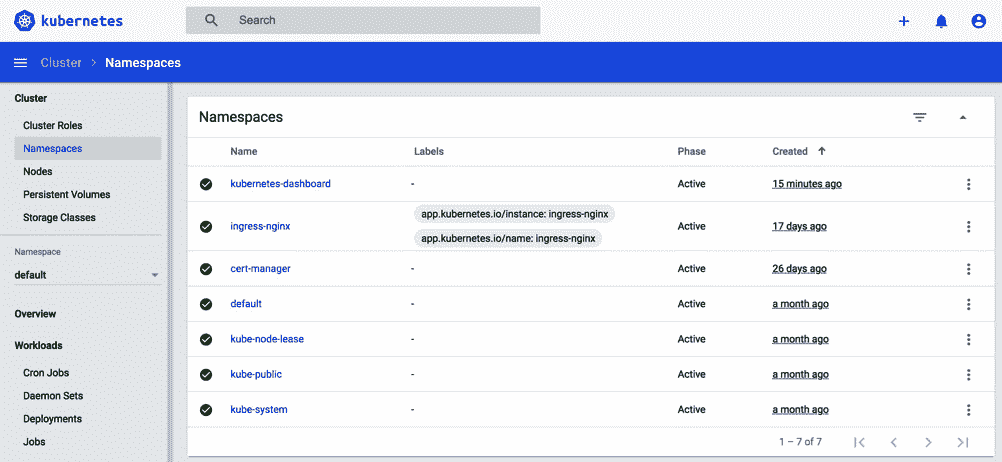 kubernetes
Search
Cluster > Namespaces
Cluster
Cluster Roles
Namespaces
Nodes
Persistent Volumes
Storage Classes
Namespace
default
Overview
Workloads
Cron Jobs
Daemon Sets
Deployments
Jobs
Namespaces
Name Labels Phase Created
kubernetes-dashboard - Active 15 minutes ago
ingress-nginx app.kubernetes.io/instance: ingress-nginx Active 17 days ago
app.kubernetes.io/name: ingress-nginx
cert-manager - Active 26 days ago
default - Active a month ago
kube-node-lease - Active a month ago
kube-public - Active a month ago
kube-system - Active a month ago
1 – 7 of 7